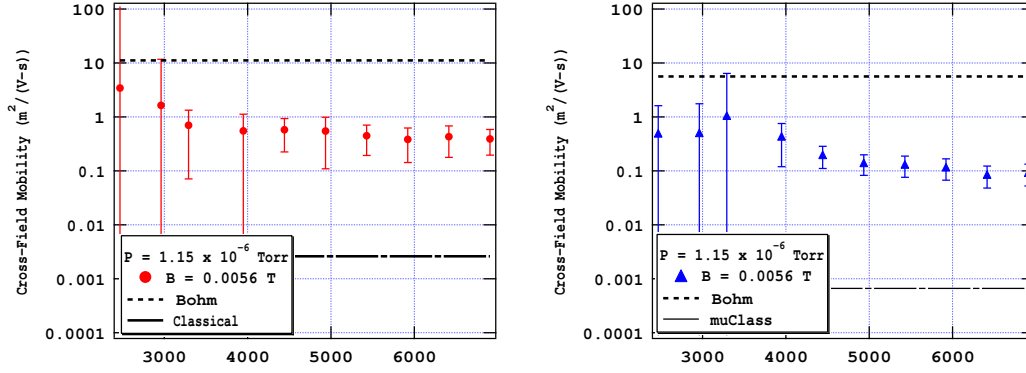 Cross-Field Mobility (m²/(V-s))
100
10
1
0.1
0.01
0.001
0.0001
P = 1.15 x 10⁻⁶ Torr
B = 0.0056 T
Bohm
Classical
3000 4000 5000 6000
Cross-Field Mobility (m²/(V-s))
100
10
1
0.1
0.01
0.001
0.0001
P = 1.15 x 10⁻⁶ Torr
B = 0.0056 T
Bohm
muClass
3000 4000 5000 6000